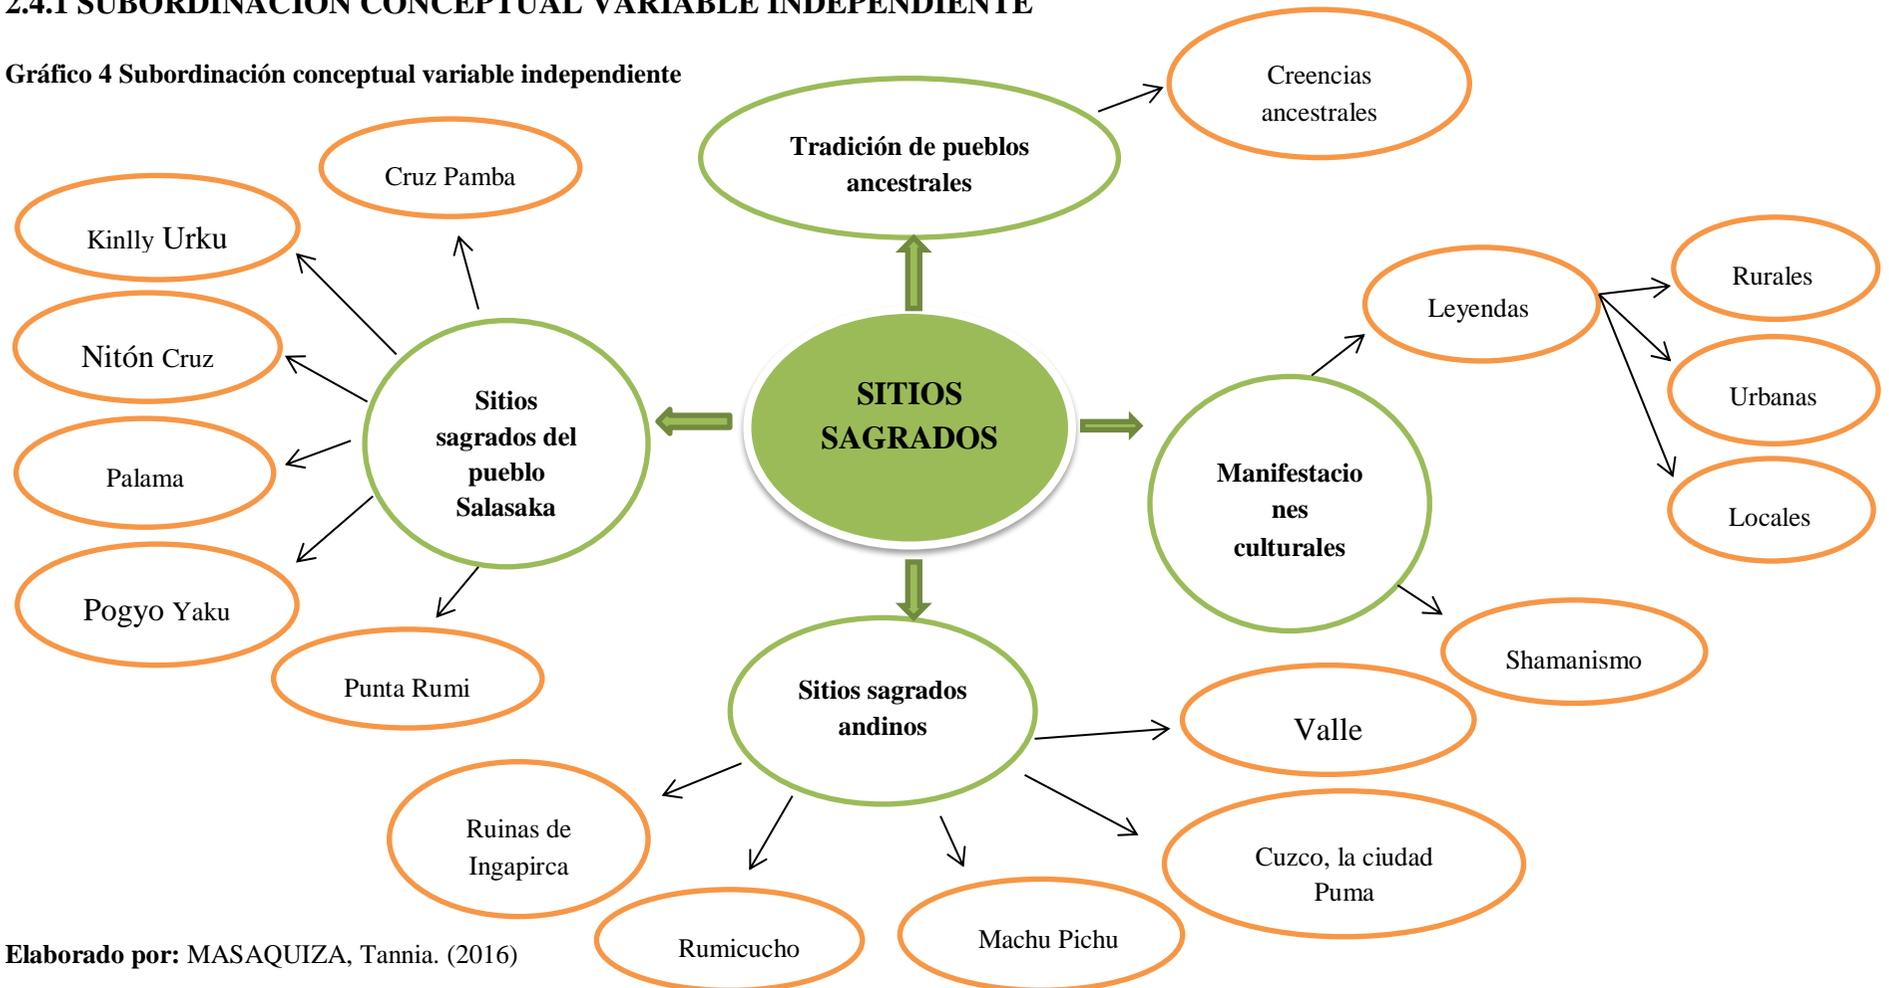 2.4.1 SUBORDINACIÓN CONCEPTUAL VARIABLE INDEPENDIENTE
Gráfico 4 Subordinación conceptual variable independiente
Creencias
ancestrales
Tradición de pueblos
ancestrales
Cruz Pamba
Kinlly Urku
Nitón Cruz
Palama
Pogyo Yaku
Punta Rumi
Sitios
sagrados del
pueblo
Salasaka
SITIOS
SAGRADOS
Manifestacio
nes
culturales
Leyendas
Rurales
Urbanas
Locales
Shamanismo
Sitios sagrados
andinos
Valle
Cuzco, la ciudad
Puma
Machu Pichu
Rumicucho
Ruinas de
Ingapirca
Elaborado por: MASAQUIZA, Tannia. (2016)